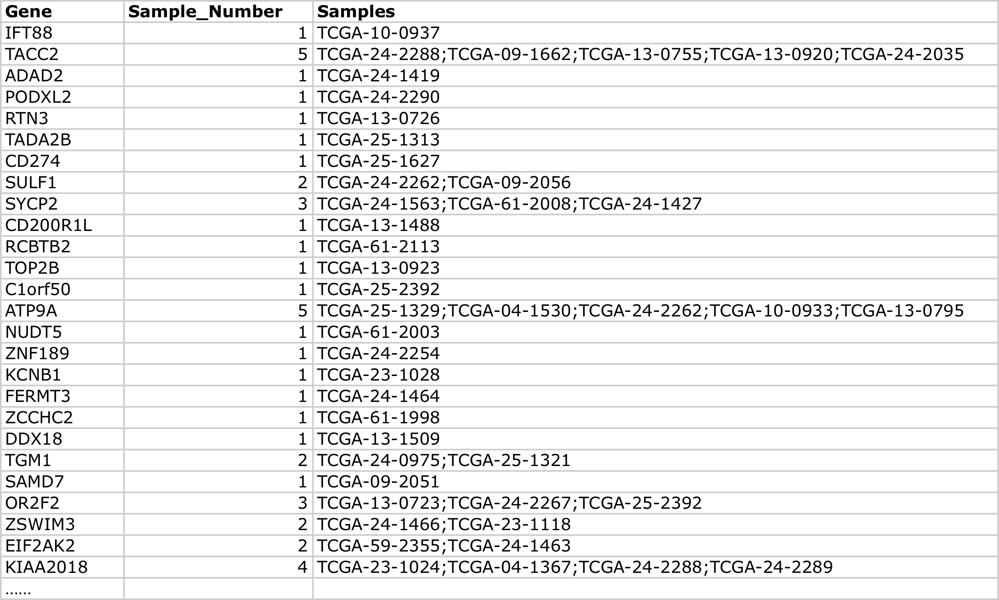 Gene Sample_Number Samples
IFT88 1 TCGA-10-0937
TACC2 5 TCGA-24-2288;TCGA-09-1662;TCGA-13-0755;TCGA-13-0920;TCGA-24-2035
ADAD2 1 TCGA-24-1419
PODXL2 1 TCGA-24-2290
RTN3 1 TCGA-13-0726
TADA2B 1 TCGA-25-1313
CD274 1 TCGA-25-1627
SULF1 2 TCGA-24-2262;TCGA-09-2056
SYCP2 3 TCGA-24-1563;TCGA-61-2008;TCGA-24-1427
CD200R1L 1 TCGA-13-1488
RCBTB2 1 TCGA-61-2113
TOP2B 1 TCGA-13-0923
C1orf50 1 TCGA-25-2392
ATP9A 5 TCGA-25-1329;TCGA-04-1530;TCGA-24-2262;TCGA-10-0933;TCGA-13-0795
NUDT5 1 TCGA-61-2003
ZNF189 1 TCGA-24-2254
KCNB1 1 TCGA-23-1028
FERMT3 1 TCGA-24-1464
ZCCHC2 1 TCGA-61-1998
DDX18 1 TCGA-13-1509
TGM1 2 TCGA-24-0975;TCGA-25-1321
SAMD7 1 TCGA-09-2051
OR2F2 3 TCGA-13-0723;TCGA-24-2267;TCGA-25-2392
ZSWIM3 2 TCGA-24-1466;TCGA-23-1118
EIF2AK2 2 TCGA-59-2355;TCGA-24-1463
KIAA2018 4 TCGA-23-1024;TCGA-04-1367;TCGA-24-2288;TCGA-24-2289
……